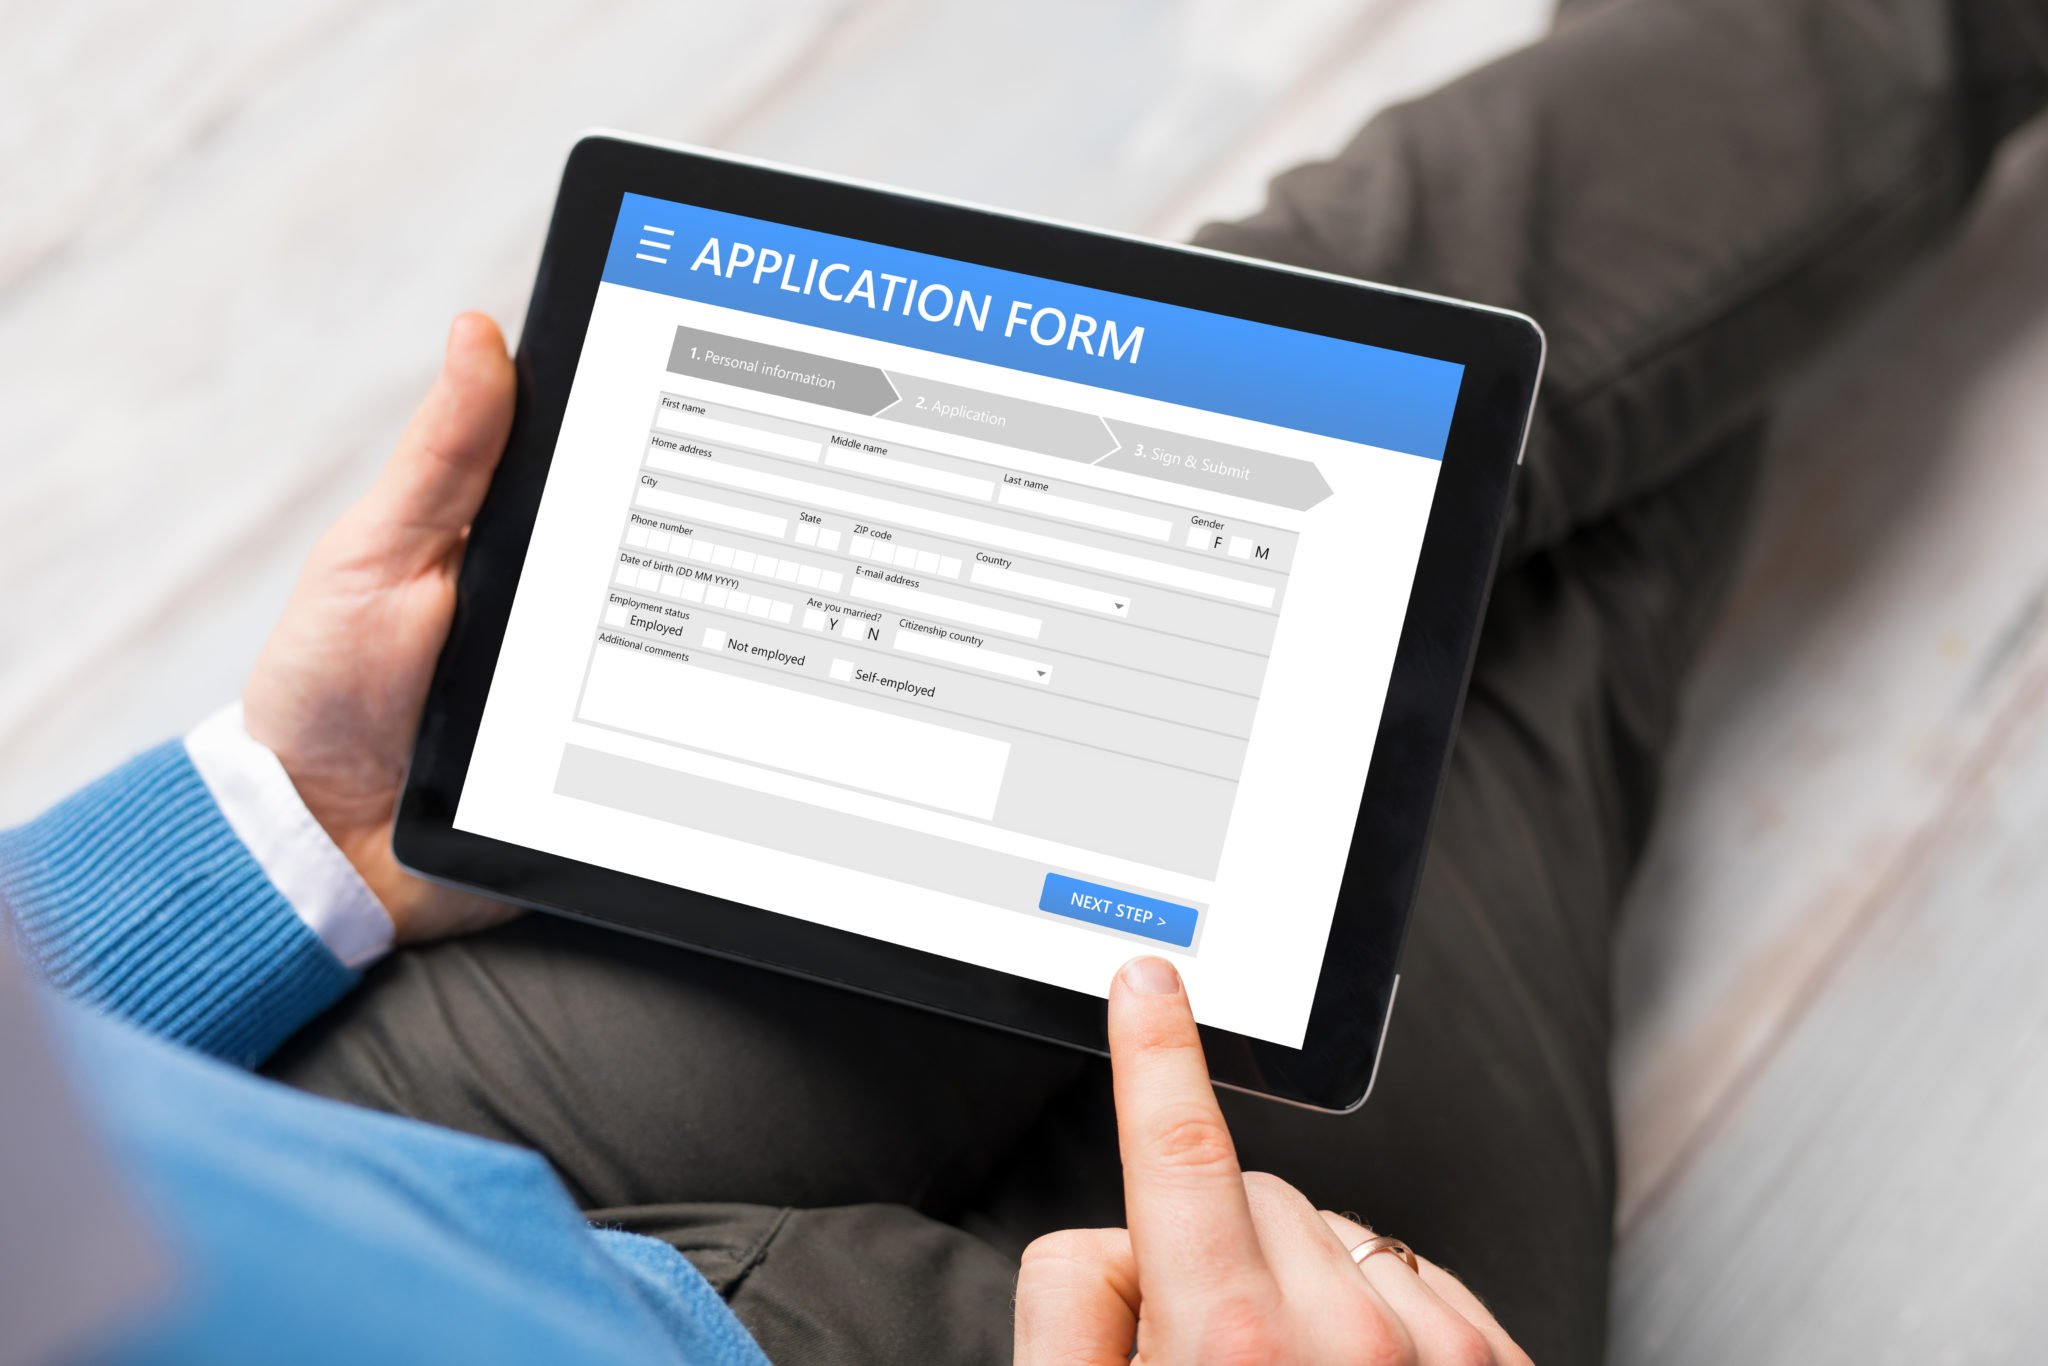 APPLICATION FORM
1. Personal information
2. Application
3. Sign & Submit
First name
Middle name
Last name
Gender
F
M
Home address
City
State
ZIP code
Country
Phone number
E-mail address
Date of birth (DD MM YYYY)
Are you married?
Y
N
Citizenship country
Employment status
Employed
Not employed
Self-employed
Additional comments
NEXT STEP >